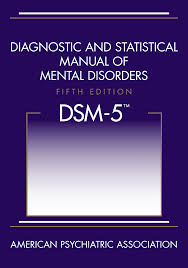 DIAGNOSTIC AND STATISTICAL
MANUAL OF
MENTAL DISORDERS
FIFTH EDITION
DSM-5™
AMERICAN PSYCHIATRIC ASSOCIATION